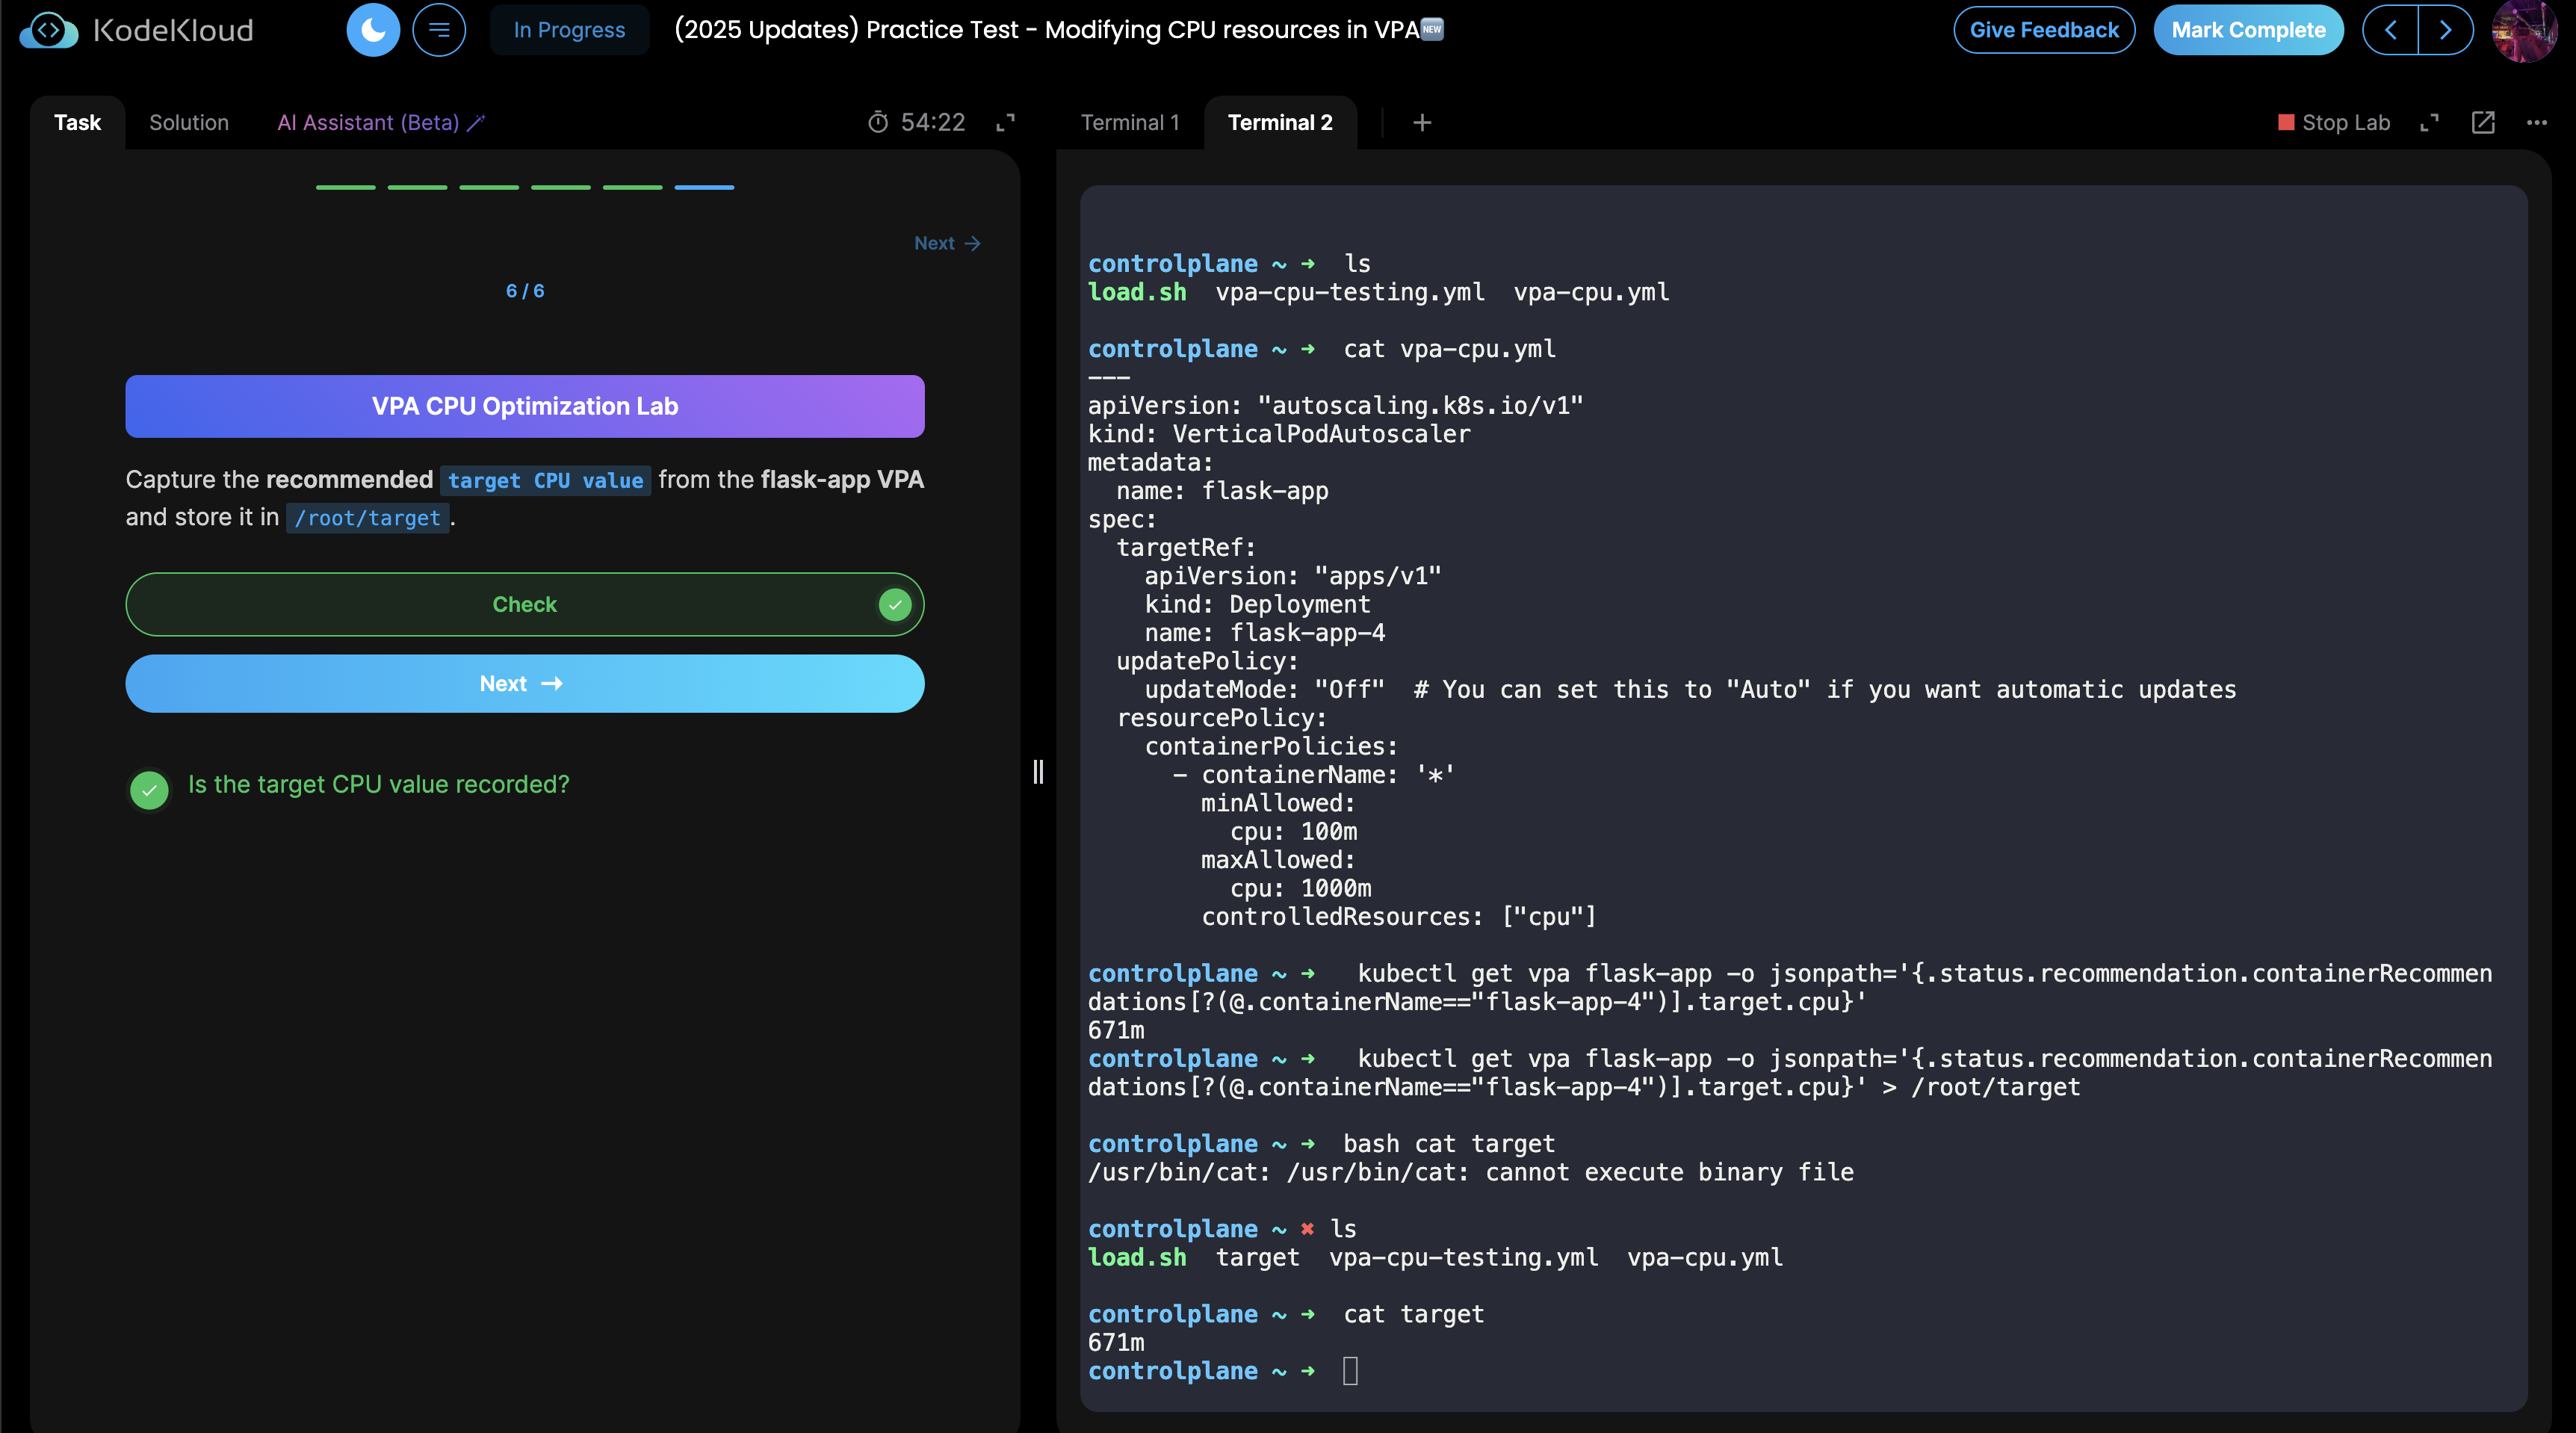 KodeKloud
In Progress
(2025 Updates) Practice Test - Modifying CPU resources in VPA🆕
Give Feedback
Mark Complete
Task
Solution
AI Assistant (Beta)
54:22
Terminal 1
Terminal 2
+
Stop Lab
Next →
6 / 6
VPA CPU Optimization Lab
Capture the recommended target CPU value from the flask-app VPA
and store it in /root/target.
Check
Next →
Is the target CPU value recorded?
controlplane ~ ➜  ls
load.sh  vpa-cpu-testing.yml  vpa-cpu.yml
controlplane ~ ➜  cat vpa-cpu.yml
---
apiVersion: "autoscaling.k8s.io/v1"
kind: VerticalPodAutoscaler
metadata:
  name: flask-app
spec:
  targetRef:
    apiVersion: "apps/v1"
    kind: Deployment
    name: flask-app-4
  updatePolicy:
    updateMode: "Off"  # You can set this to "Auto" if you want automatic updates
  resourcePolicy:
    containerPolicies:
      - containerName: '*'
        minAllowed:
          cpu: 100m
        maxAllowed:
          cpu: 1000m
        controlledResources: ["cpu"]
controlplane ~ ➜   kubectl get vpa flask-app -o jsonpath='{.status.recommendation.containerRecommen
dations[?(@.containerName=="flask-app-4")].target.cpu}'
671m
controlplane ~ ➜   kubectl get vpa flask-app -o jsonpath='{.status.recommendation.containerRecommen
dations[?(@.containerName=="flask-app-4")].target.cpu}' > /root/target
controlplane ~ ➜  bash cat target
/usr/bin/cat: /usr/bin/cat: cannot execute binary file
controlplane ~ ✖ ls
load.sh  target  vpa-cpu-testing.yml  vpa-cpu.yml
controlplane ~ ➜  cat target
671m
controlplane ~ ➜